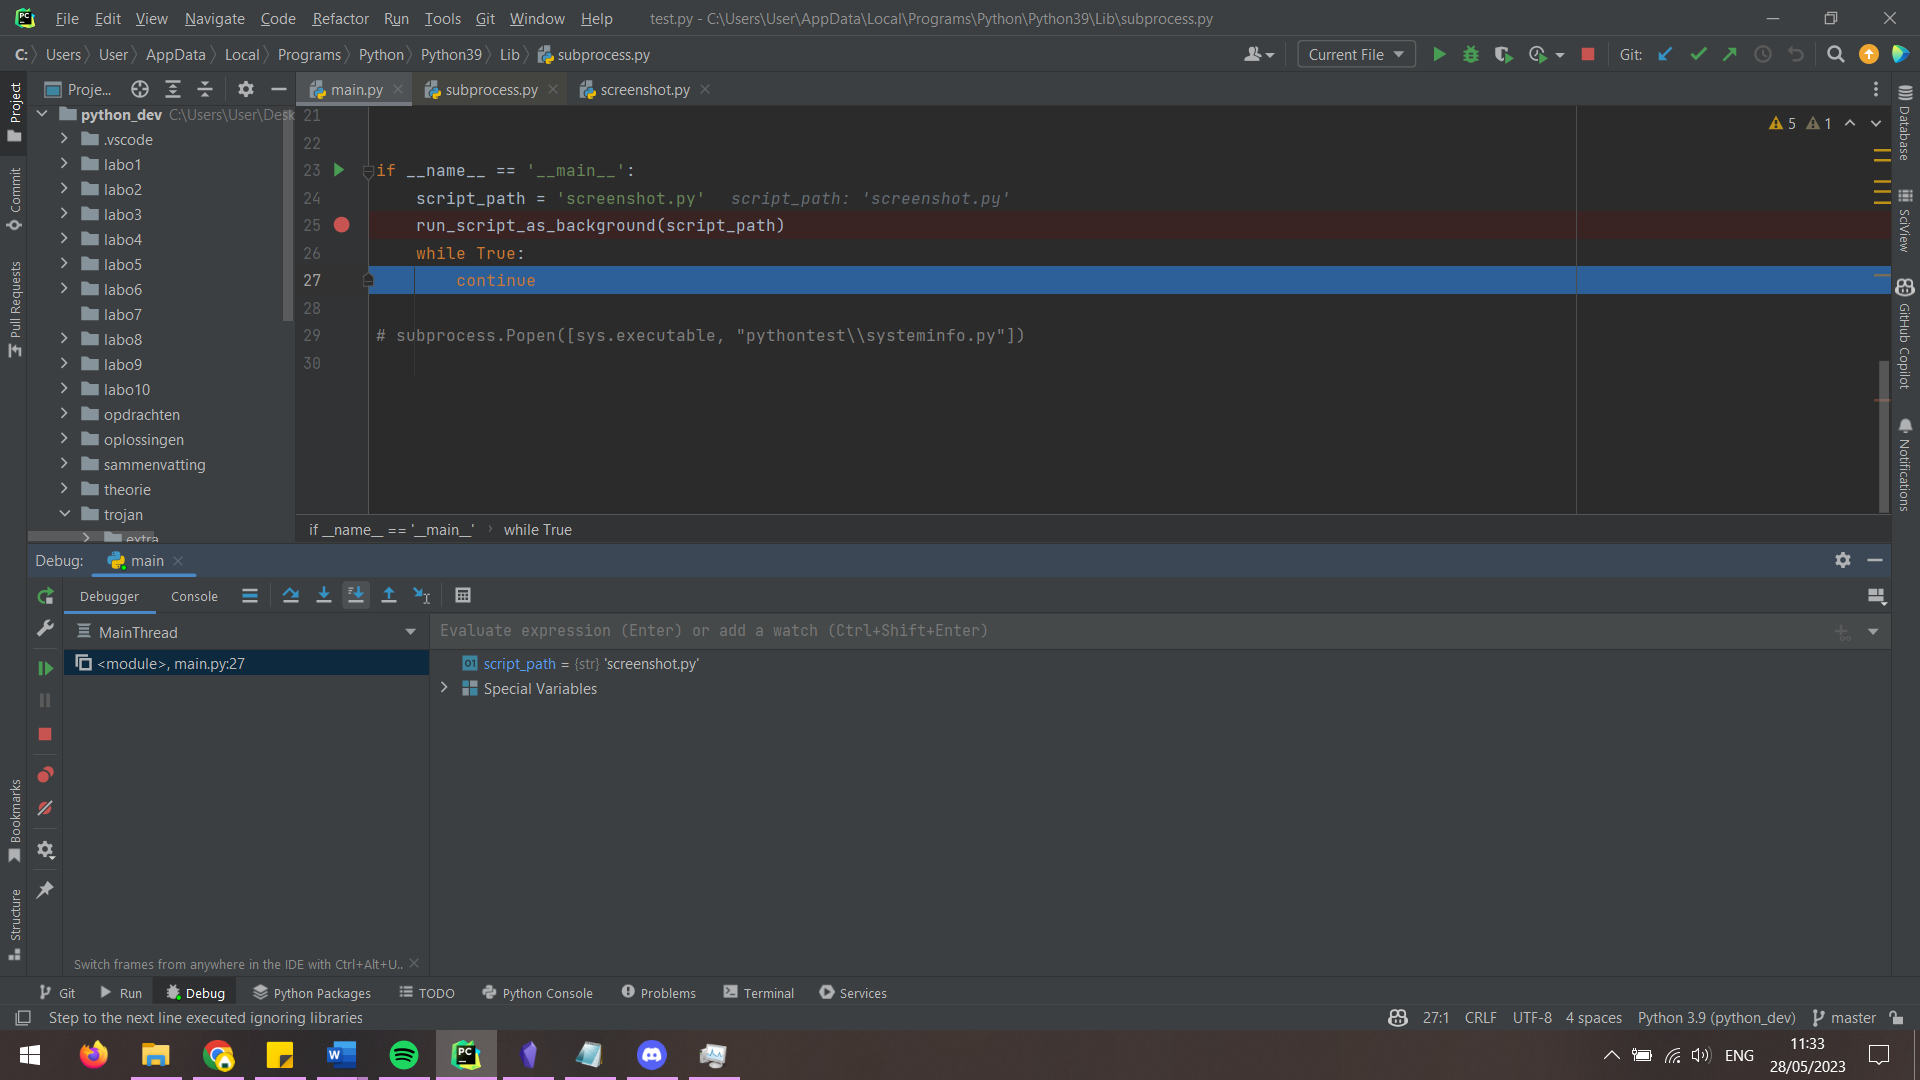 File Edit View Navigate Code Refactor Run Tools Git Window Help test.py - C:\Users\User\AppData\Local\Programs\Python\Python39\Lib\subprocess.py
C: Users User AppData Local Programs Python Python39 Lib subprocess.py Current File Git:
Project
Commit
Pull Requests
Bookmarks
Structure
Proje...
python_dev C:\Users\User\Desk
.vscode
labo1
labo2
labo3
labo4
labo5
labo6
labo7
labo8
labo9
labo10
opdrachten
oplossingen
sammenvatting
theorie
trojan
extra
main.py subprocess.py screenshot.py
5 1
21
22
23 if __name__ == '__main__':
24 script_path = 'screenshot.py' script_path: 'screenshot.py'
25 run_script_as_background(script_path)
26 while True:
27 continue
28
29 # subprocess.Popen([sys.executable, "pythontest\\systeminfo.py"])
30
if __name__ == '__main__' while True
Database
SciView
GitHub Copilot
Notifications
Debug: main
Debugger Console
MainThread
<module>, main.py:27
Evaluate expression (Enter) or add a watch (Ctrl+Shift+Enter)
script_path = {str} 'screenshot.py'
Special Variables
Switch frames from anywhere in the IDE with Ctrl+Alt+U..
Git Run Debug Python Packages TODO Python Console Problems Terminal Services
Step to the next line executed ignoring libraries 27:1 CRLF UTF-8 4 spaces Python 3.9 (python_dev) master
ENG
11:33
28/05/2023